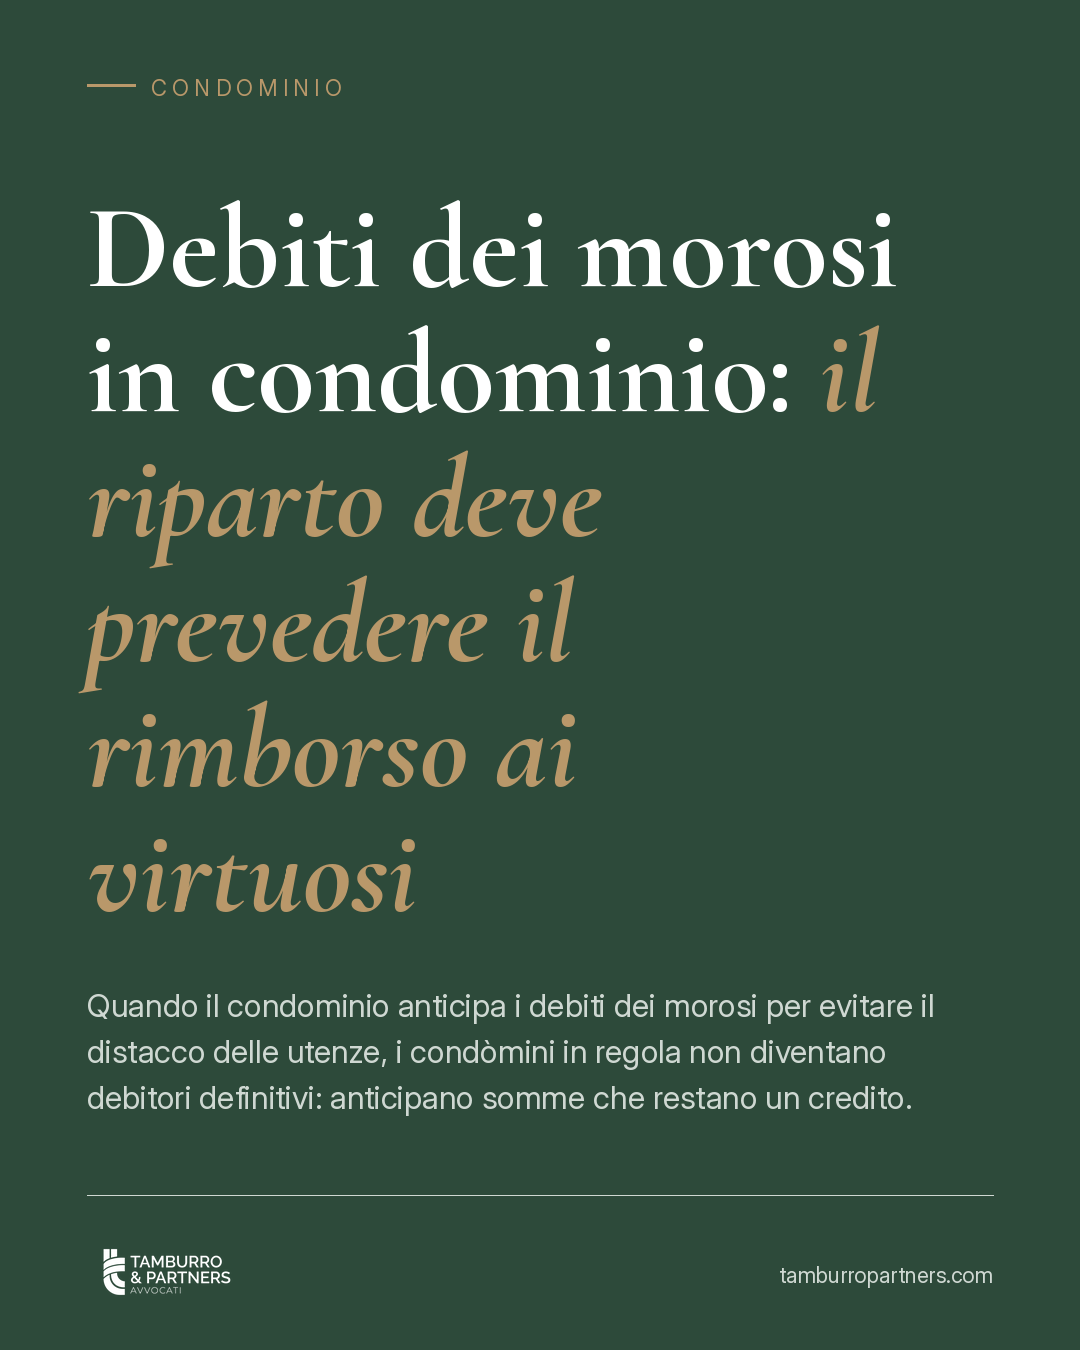 CONDOMINIO
Debiti dei morosi
in condominio: il
riparto deve
prevedere il
rimborso ai
virtuosi
Quando il condominio anticipa i debiti dei morosi per evitare il
distacco delle utenze, i condòmini in regola non diventano
debitori definitivi: anticipano somme che restano un credito.
TAMBURRO
& PARTNERS
AVVOCATI
tamburropartners.com